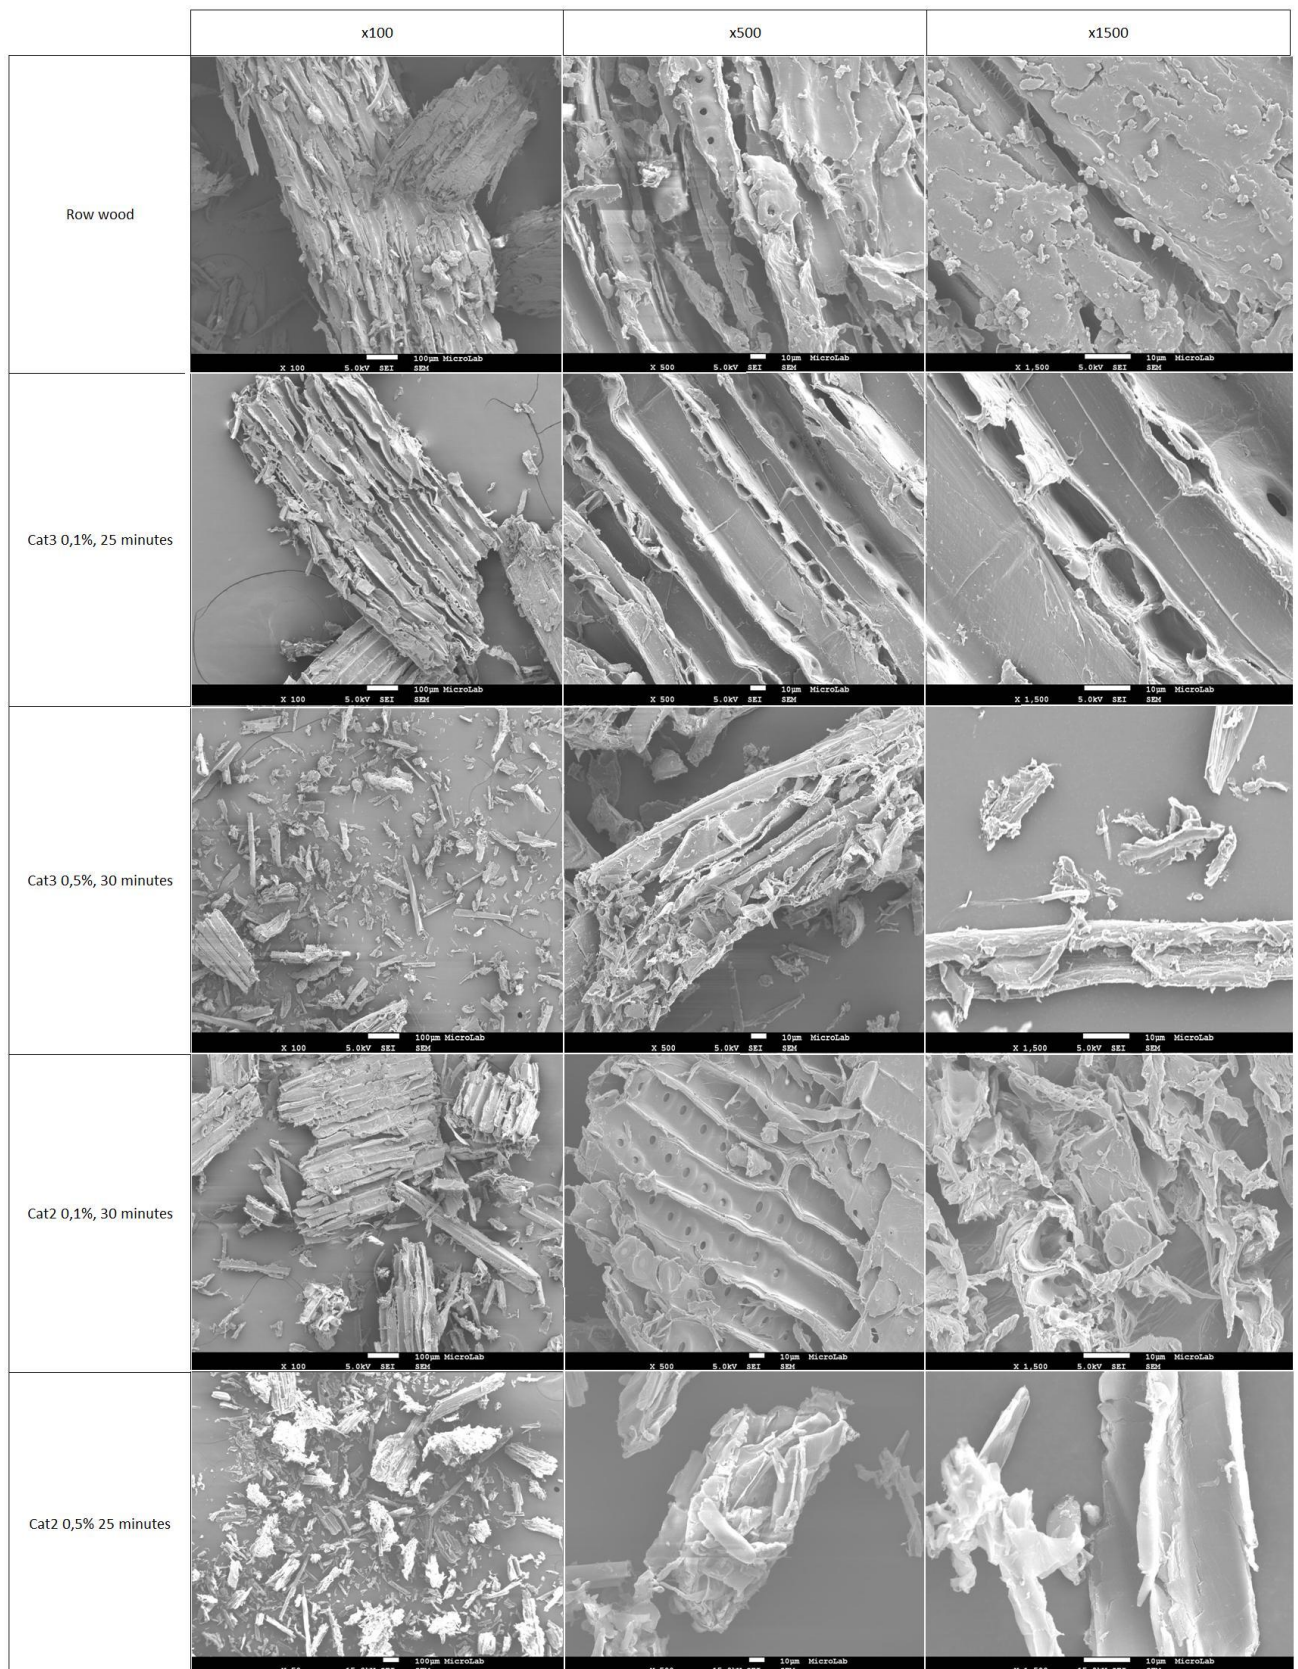 x100 x500 x1500
Row wood
100µm MicroLab 10µm MicroLab 10µm MicroLab
X 100 5.0kV SEI SEM X 500 5.0kV SEI SEM X 1,500 5.0kV SEI SEM
Cat3 0,1%, 25 minutes
100µm MicroLab 10µm MicroLab 10µm MicroLab
X 100 5.0kV SEI SEM X 500 5.0kV SEI SEM X 1,500 5.0kV SEI SEM
Cat3 0,5%, 30 minutes
100µm MicroLab 10µm MicroLab 10µm MicroLab
X 100 5.0kV SEI SEM X 500 5.0kV SEI SEM X 1,500 5.0kV SEI SEM
Cat2 0,1%, 30 minutes
100µm MicroLab 10µm MicroLab 10µm MicroLab
X 100 5.0kV SEI SEM X 500 5.0kV SEI SEM X 1,500 5.0kV SEI SEM
Cat2 0,5% 25 minutes
100µm MicroLab 10µm MicroLab 10µm MicroLab